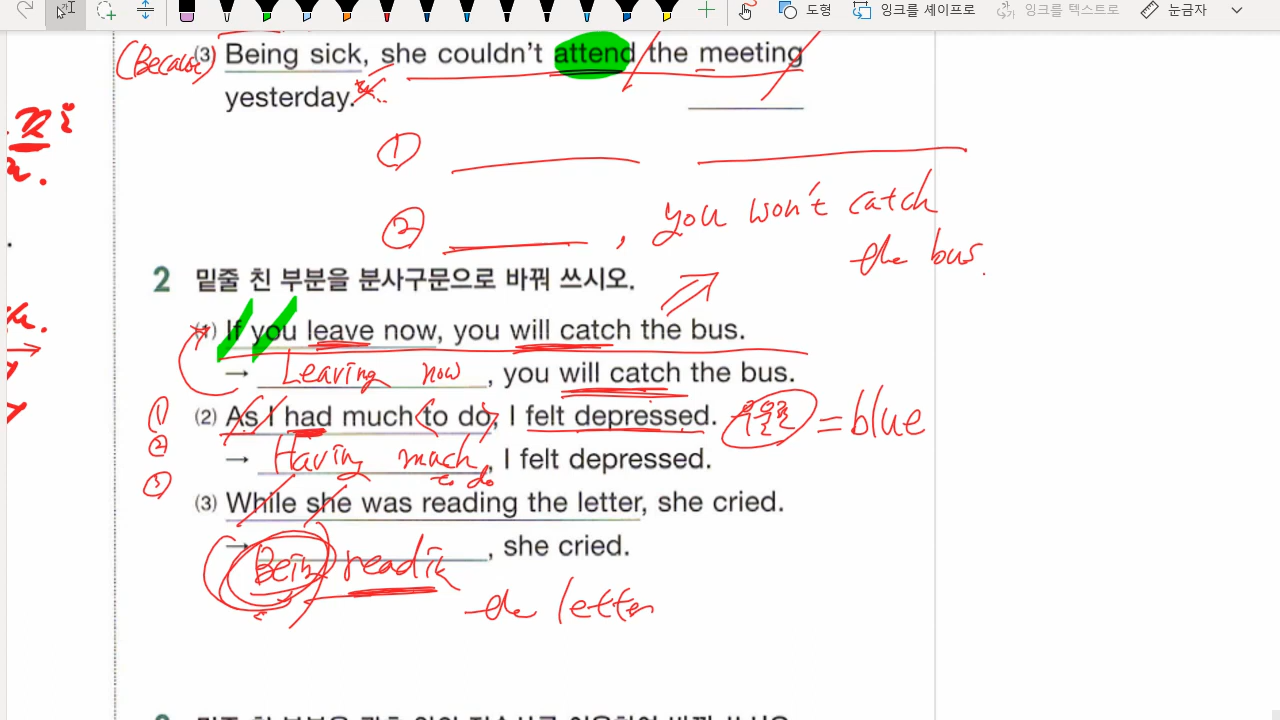 도형 잉크를 셰이프로 잉크를 텍스트로 눈금자
(Because) (3) Being sick, she couldn't attend the meeting
yesterday.
①
② , you won't catch
the bus.
2 밑줄 친 부분을 분사구문으로 바꿔 쓰시오.
(1) If you leave now, you will catch the bus.
→ Leaving now, you will catch the bus.
① (2) As I had much to do, I felt depressed. 우울한 = blue
② → Having much to do, I felt depressed.
③ (3) While she was reading the letter, she cried.
→ Being readin, she cried.
the letter